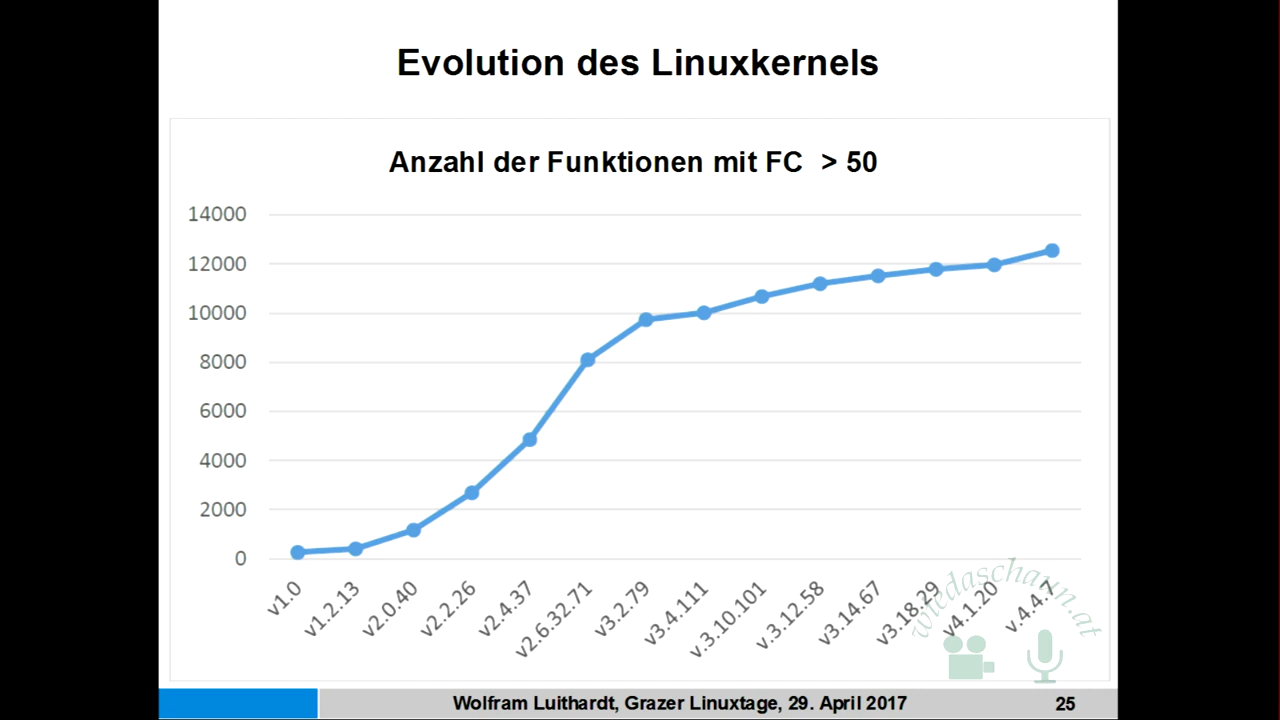 Evolution des Linuxkernels
Anzahl der Funktionen mit FC > 50
14000
12000
10000
8000
6000
4000
2000
0
v1.0
v1.2.13
v2.0.40
v2.2.26
v2.4.37
v2.6.32.71
v3.2.79
v3.4.111
v.3.10.101
v.3.12.58
v3.14.67
v3.18.29
v4.1.20
v.4.4.7
wiedaschaun.at
Wolfram Luithardt, Grazer Linuxtage, 29. April 2017
25